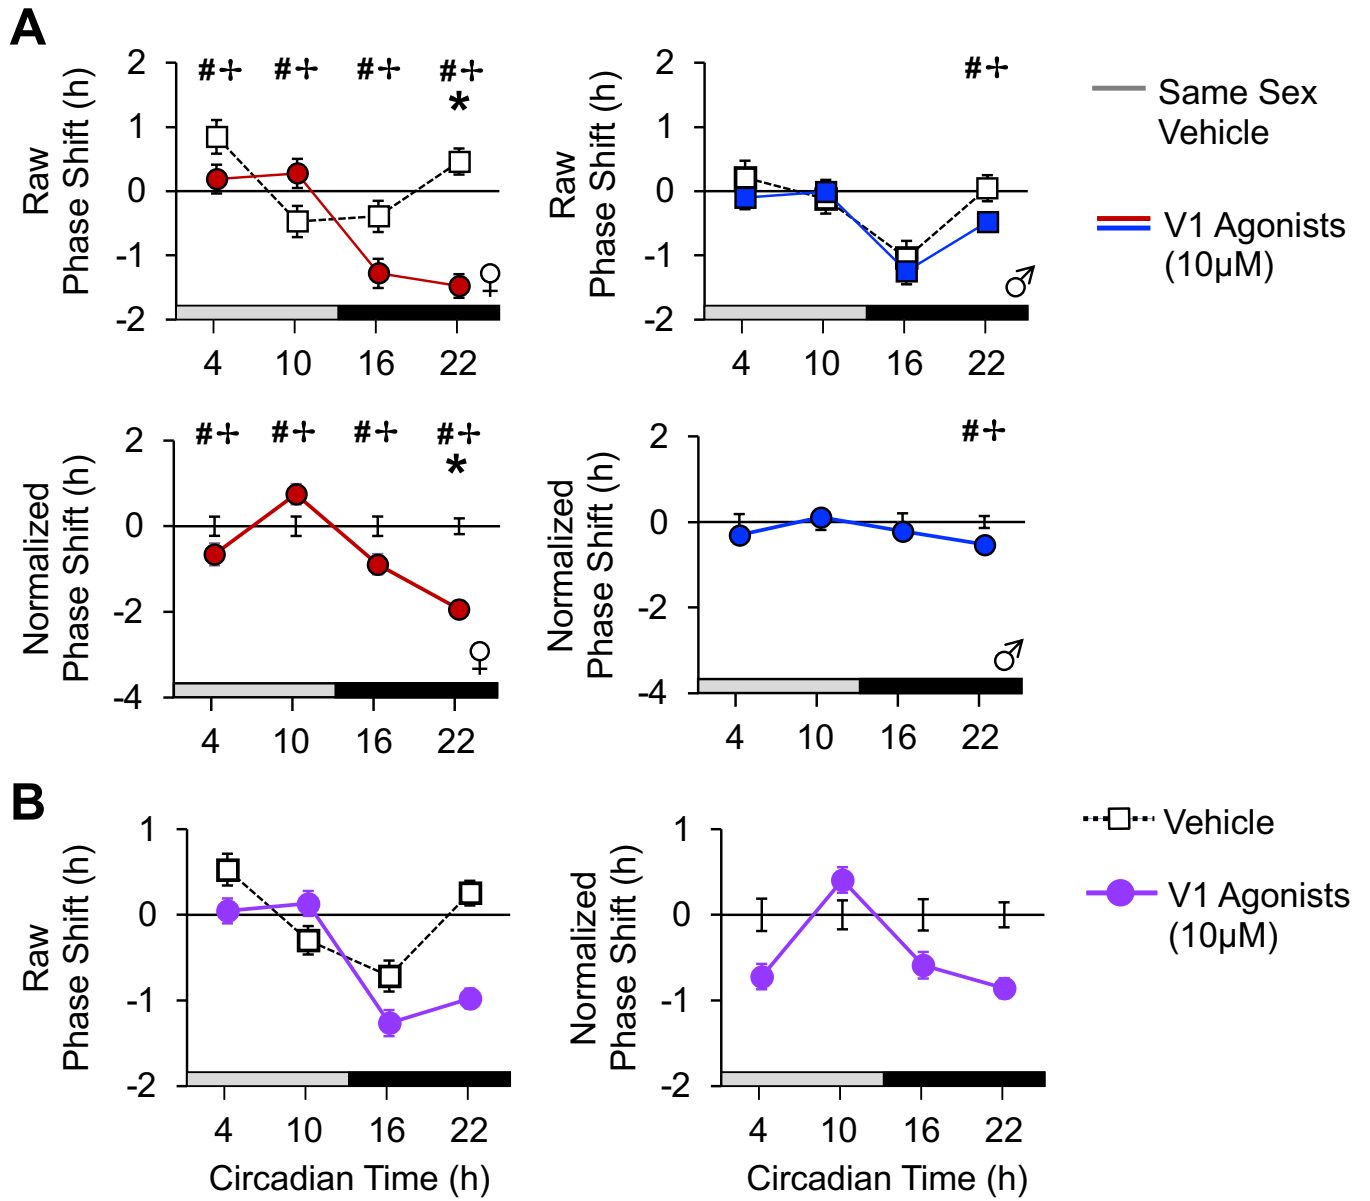 A
Raw
Phase Shift (h)
2
1
0
-1
-2
#✢ #✢ #✢ #✢
*
♀
4 10 16 22
Raw
Phase Shift (h)
2
1
0
-1
-2
#✢
♂
4 10 16 22
Same Sex
Vehicle
V1 Agonists
(10µM)
Normalized
Phase Shift (h)
2
0
-2
-4
#✢ #✢ #✢ #✢
*
♀
4 10 16 22
Normalized
Phase Shift (h)
2
0
-2
-4
#✢
♂
4 10 16 22
B
Raw
Phase Shift (h)
1
0
-1
-2
4 10 16 22
Circadian Time (h)
Normalized
Phase Shift (h)
1
0
-1
-2
4 10 16 22
Circadian Time (h)
Vehicle
V1 Agonists
(10µM)